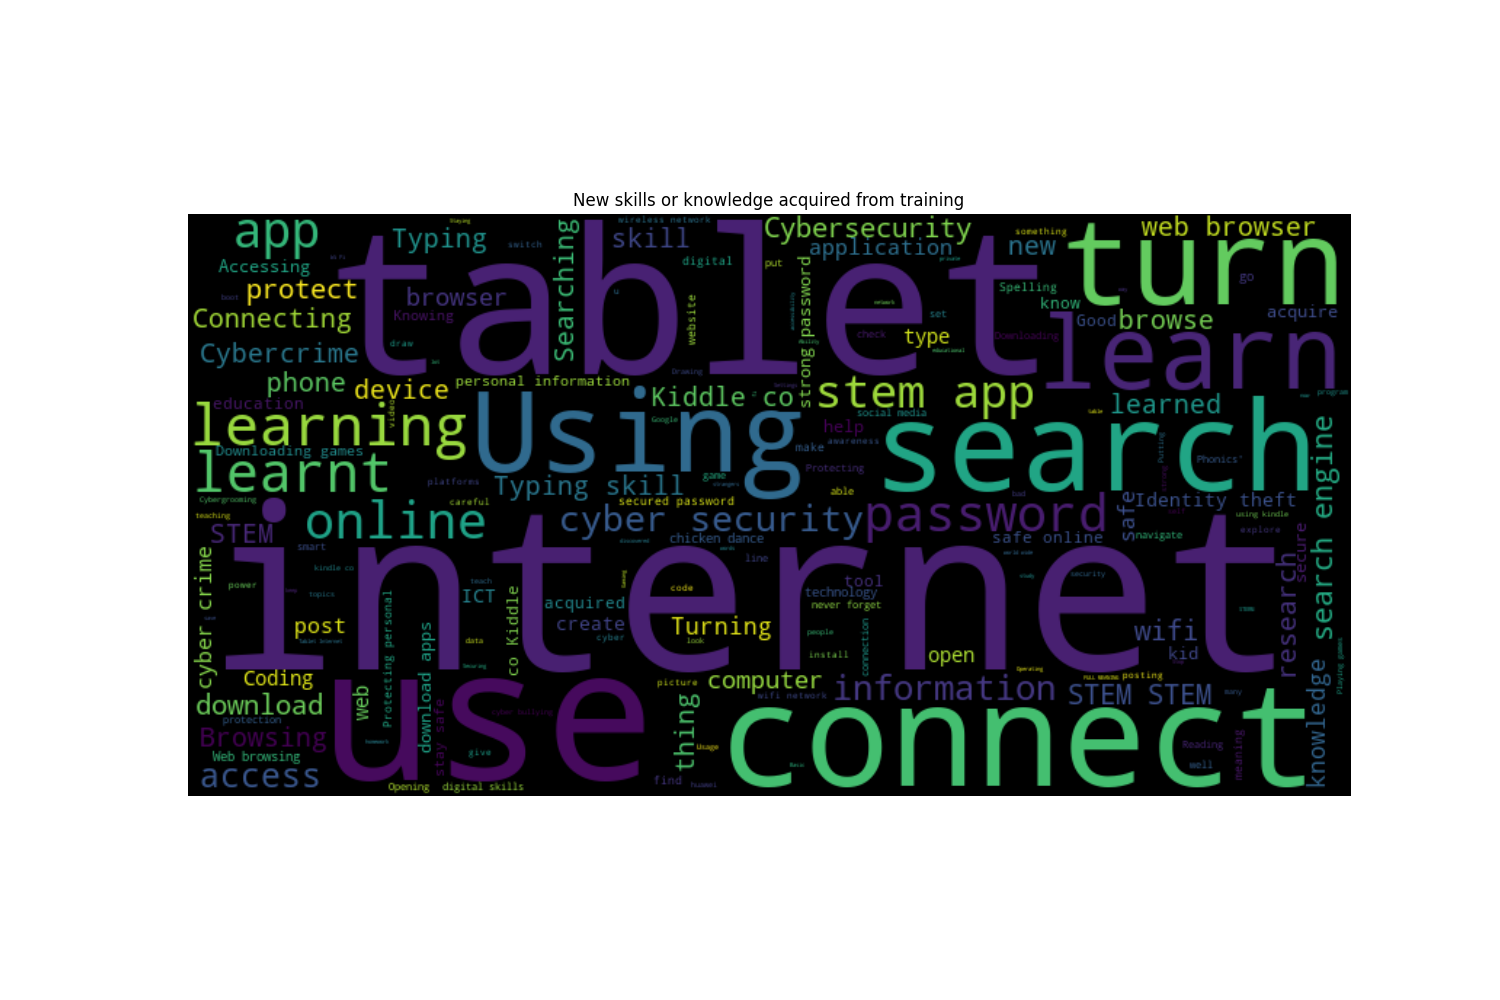 New skills or knowledge acquired from training
app
Typing
Searching
wireless network
skill
Cybersecurity
application
something
new
web browser
turn
Accessing
switch
tablet
digital
put
protect
browser
Knowing
website
strong password
Spelling
know
go
Connecting
draw
set
Good
browse
acquire
check
type
Downloading
learn
Cybercrime
educational
phone
device
personal information
Kiddle co
stem app
program
education
video
Using
Google
social media
learned
learning
help
search
Downloading games
make
awareness
Putting
Phonics'
search engine
learnt
platforms
Typing skill
game
Protecting
Cybergrooming
careful
secured password
able
Identity theft
teaching
online
cyber security
password
safe
using kindle
STEM
chicken dance
safe online
navigate
explore
smart
internet
line
research
secure
cyber crime
kindle co
power
teach
tool
security
topics
ICT
code
technology
co Kiddle
acquired
never forget
post
create
Turning
people
wifi
cyber
look
connection
data
install
open
kid
Protecting personal
Coding
picture
computer
posting
download
web
download apps
use
wifi network
information
STEM STEM
many
knowledge
Playing games
protection
stay safe
cyber bullying
thing
connect
Browsing
Web browsing
give
Usage
Reading
meaning
well
access
Opening
digital skills
find
huawei